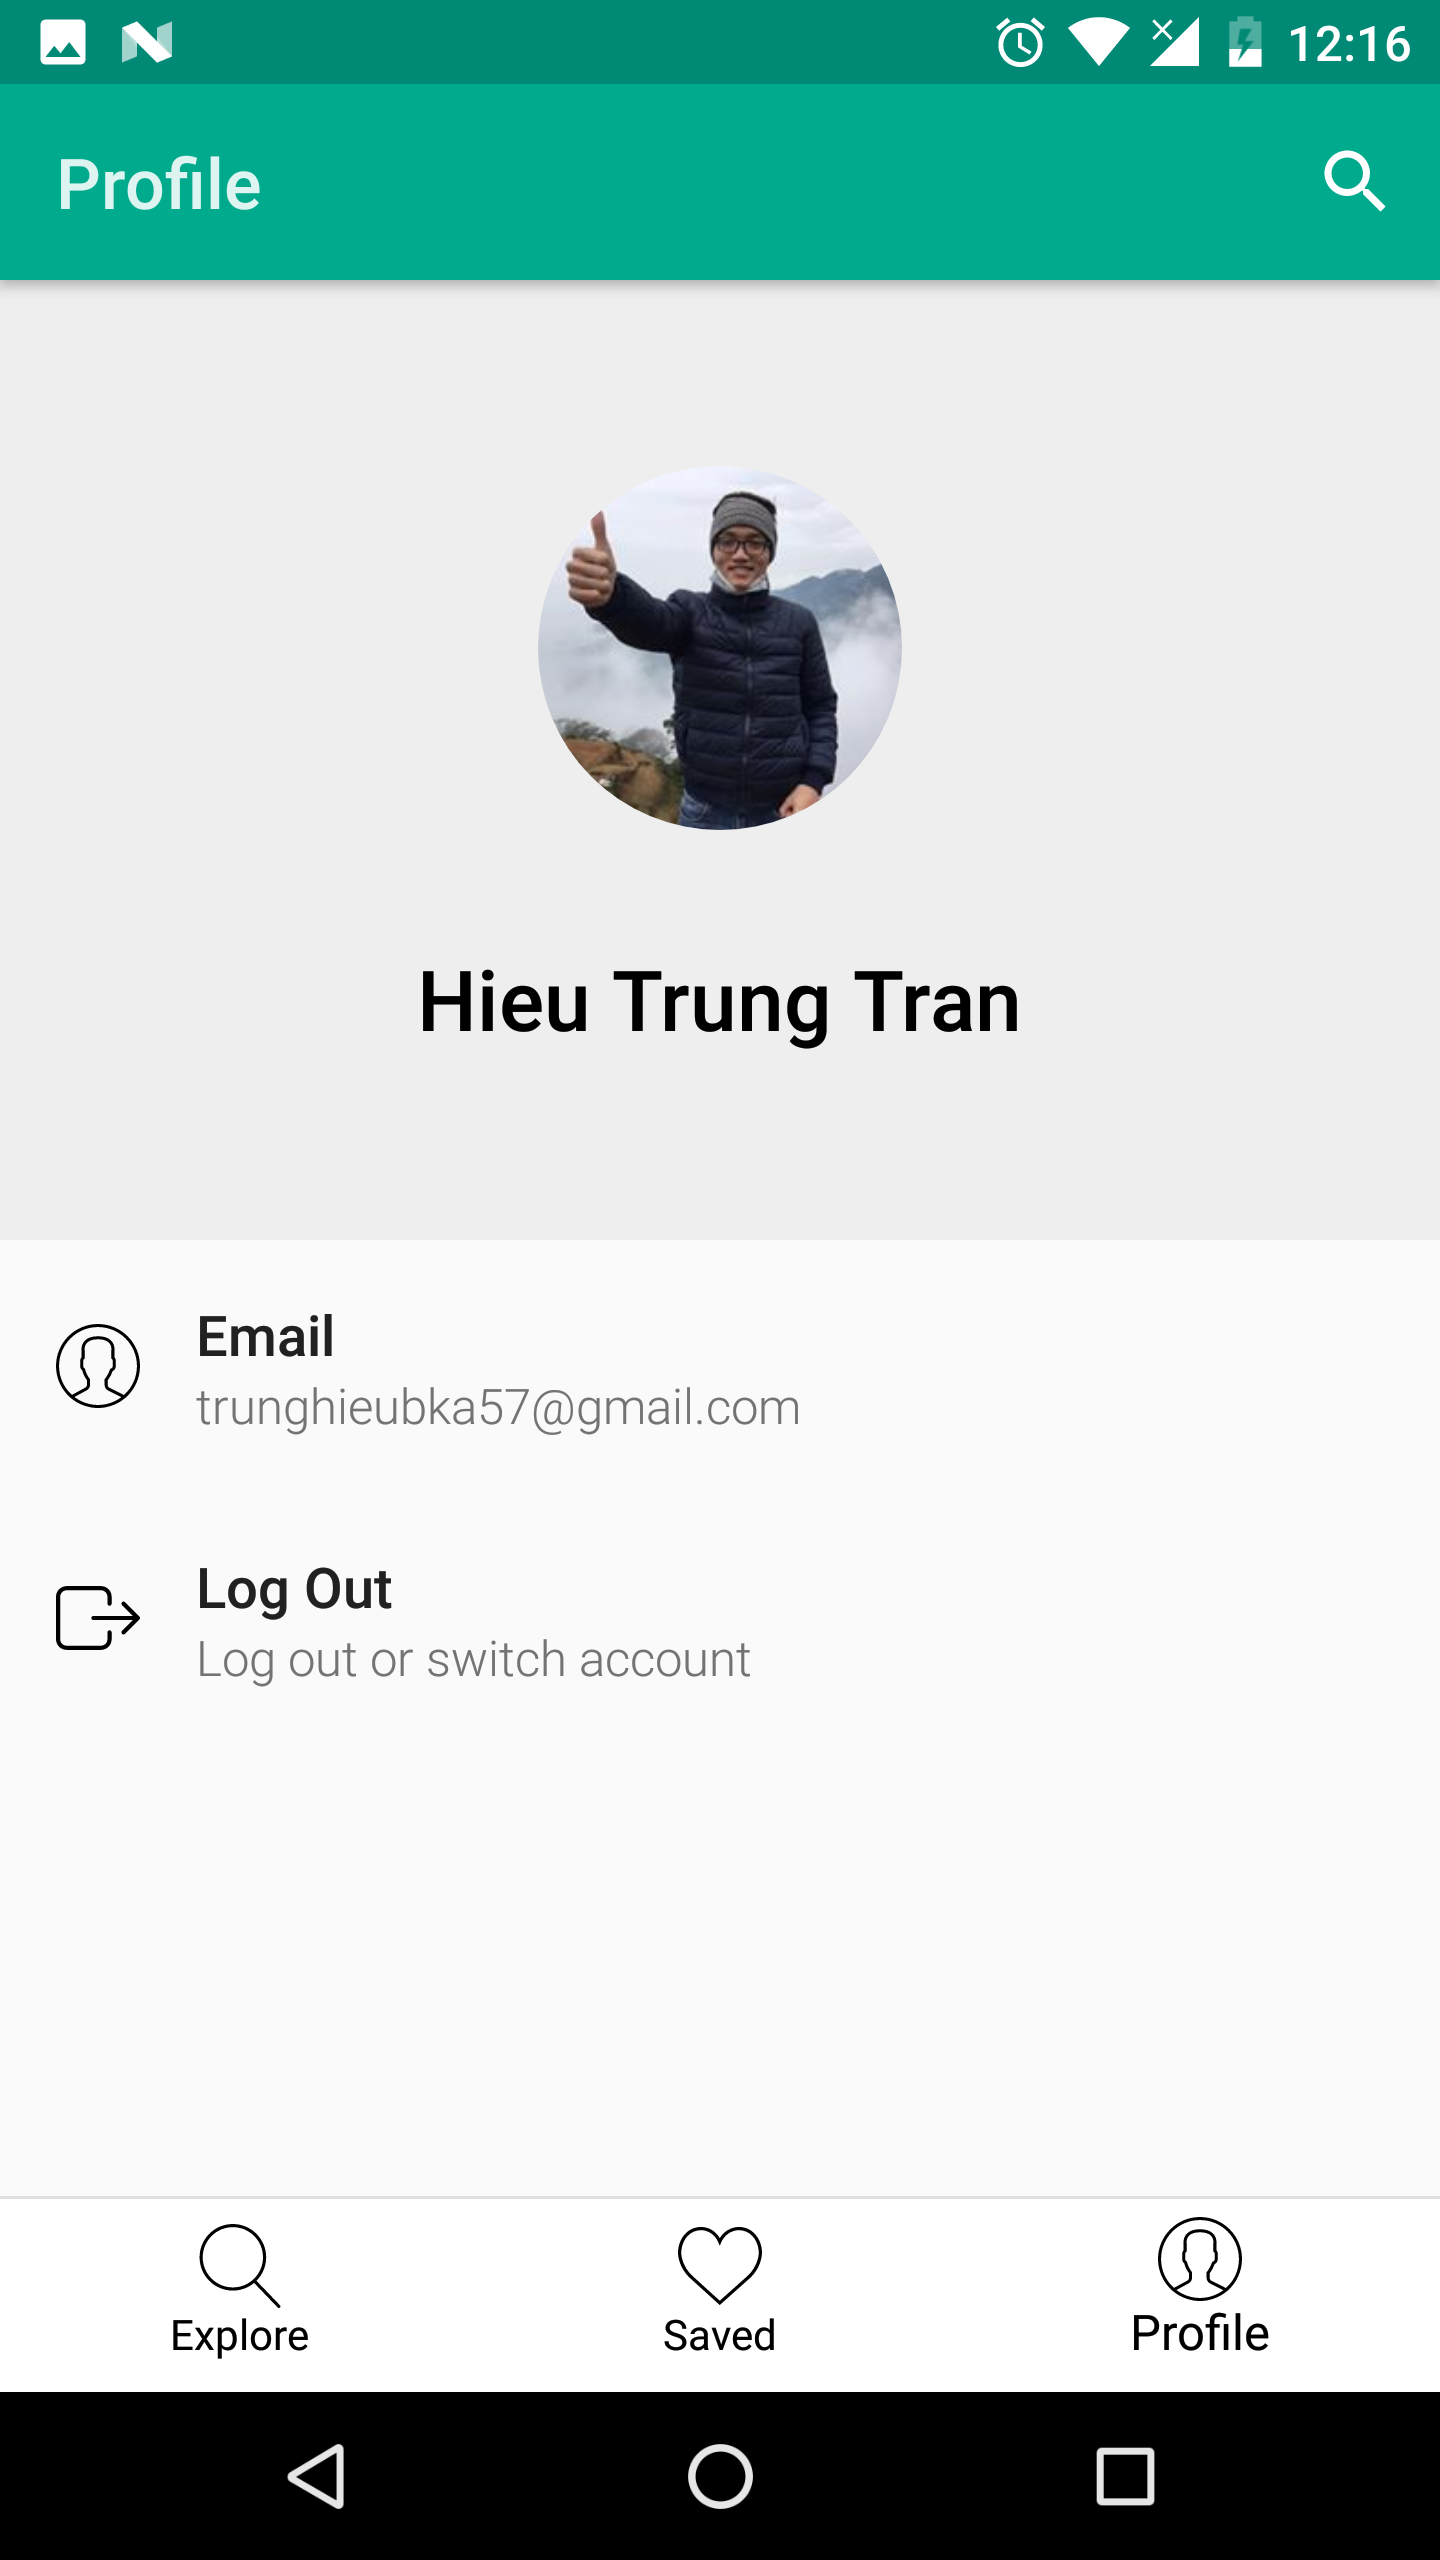 12:16
Profile
Hieu Trung Tran
Email
trunghieubka57@gmail.com
Log Out
Log out or switch account
Explore
Saved
Profile